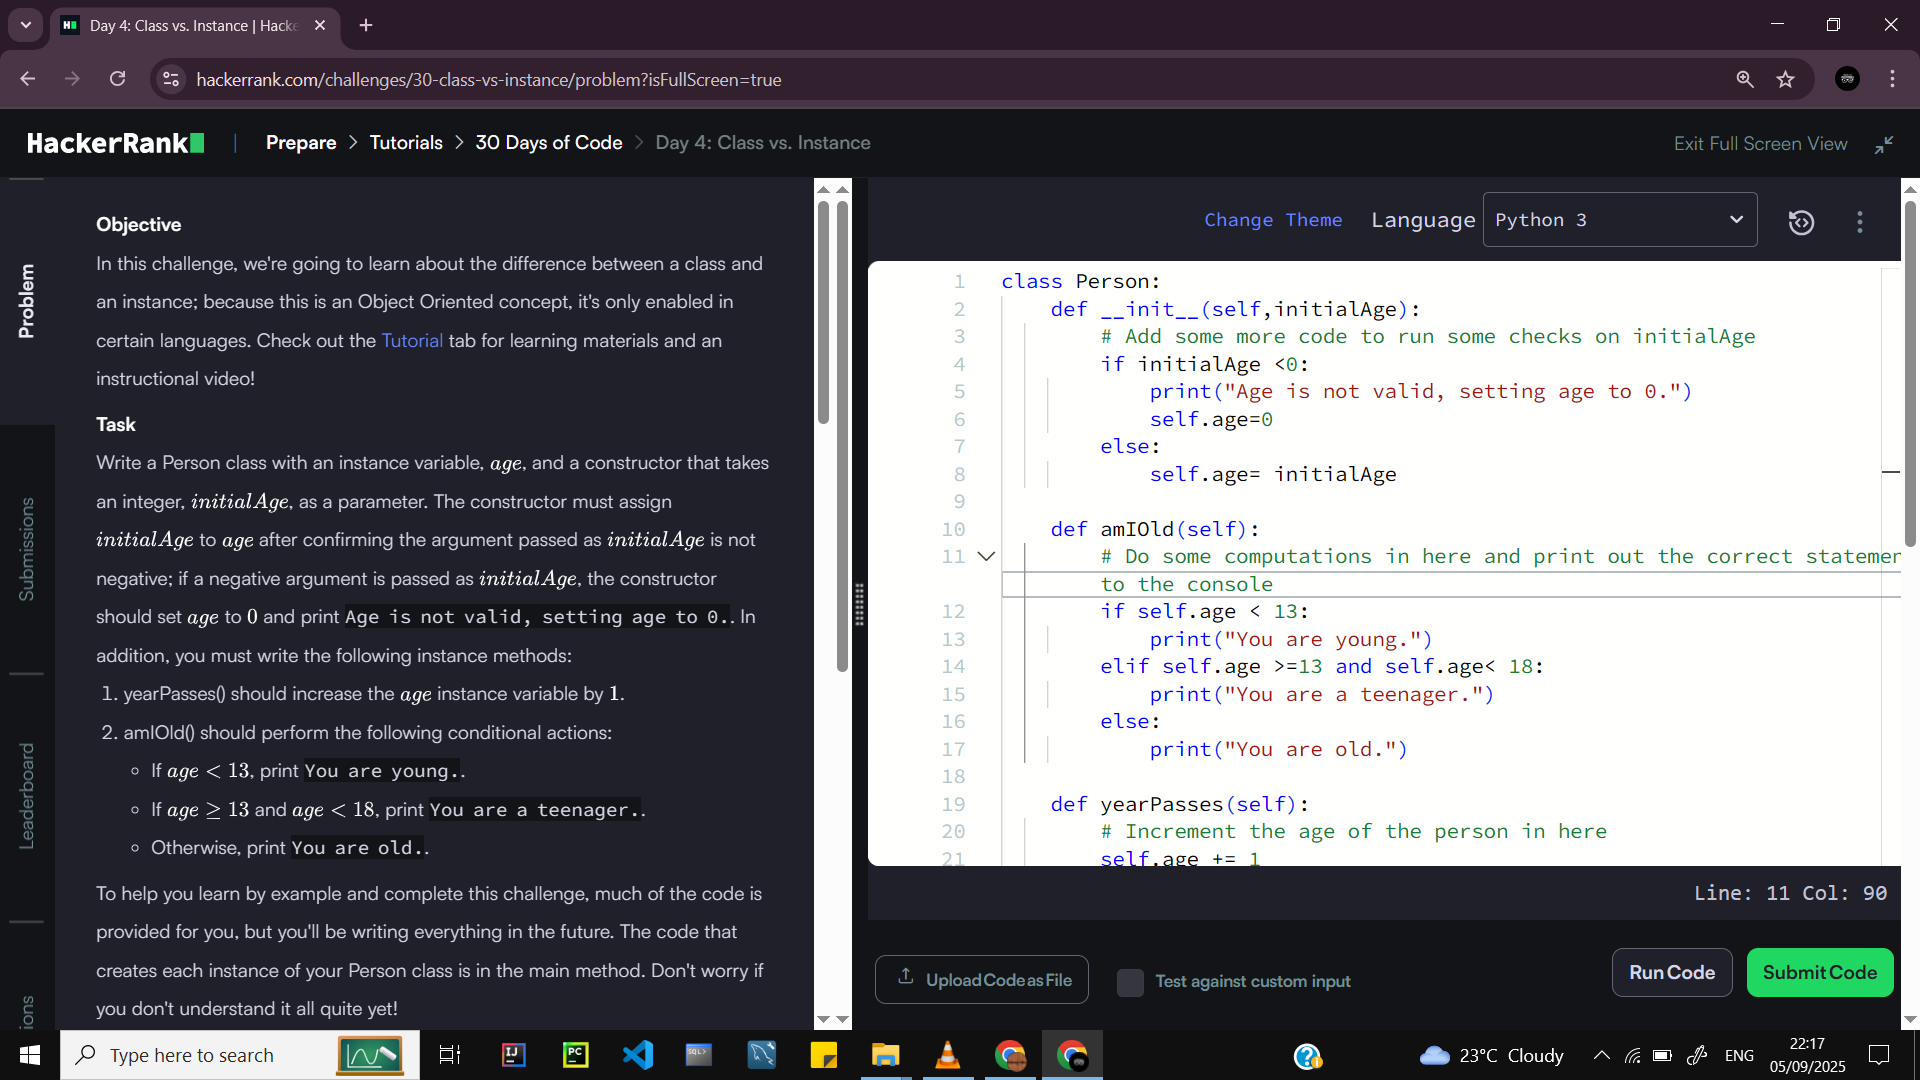 Day 4: Class vs. Instance | Hacke
hackerrank.com/challenges/30-class-vs-instance/problem?isFullScreen=true
HackerRank
Prepare > Tutorials > 30 Days of Code > Day 4: Class vs. Instance
Exit Full Screen View
Problem
Submissions
Leaderboard
ions
Objective
In this challenge, we're going to learn about the difference between a class and
an instance; because this is an Object Oriented concept, it's only enabled in
certain languages. Check out the Tutorial tab for learning materials and an
instructional video!
Task
Write a Person class with an instance variable, age, and a constructor that takes
an integer, initialAge, as a parameter. The constructor must assign
initialAge to age after confirming the argument passed as initialAge is not
negative; if a negative argument is passed as initialAge, the constructor
should set age to 0 and print Age is not valid, setting age to 0.. In
addition, you must write the following instance methods:
1. yearPasses() should increase the age instance variable by 1.
2. amIOld() should perform the following conditional actions:
◦ If age < 13, print You are young..
◦ If age ≥ 13 and age < 18, print You are a teenager..
◦ Otherwise, print You are old..
To help you learn by example and complete this challenge, much of the code is
provided for you, but you'll be writing everything in the future. The code that
creates each instance of your Person class is in the main method. Don't worry if
you don't understand it all quite yet!
Change Theme Language Python 3
1 class Person:
2     def __init__(self,initialAge):
3         # Add some more code to run some checks on initialAge
4         if initialAge <0:
5             print("Age is not valid, setting age to 0.")
6             self.age=0
7         else:
8             self.age= initialAge
9
10     def amIOld(self):
11         # Do some computations in here and print out the correct statemen
to the console
12         if self.age < 13:
13             print("You are young.")
14         elif self.age >=13 and self.age< 18:
15             print("You are a teenager.")
16         else:
17             print("You are old.")
18
19     def yearPasses(self):
20         # Increment the age of the person in here
21         self.age += 1
Line: 11 Col: 90
Upload Code as File
Test against custom input
Run Code
Submit Code
Type here to search
23°C Cloudy
ENG
22:17
05/09/2025